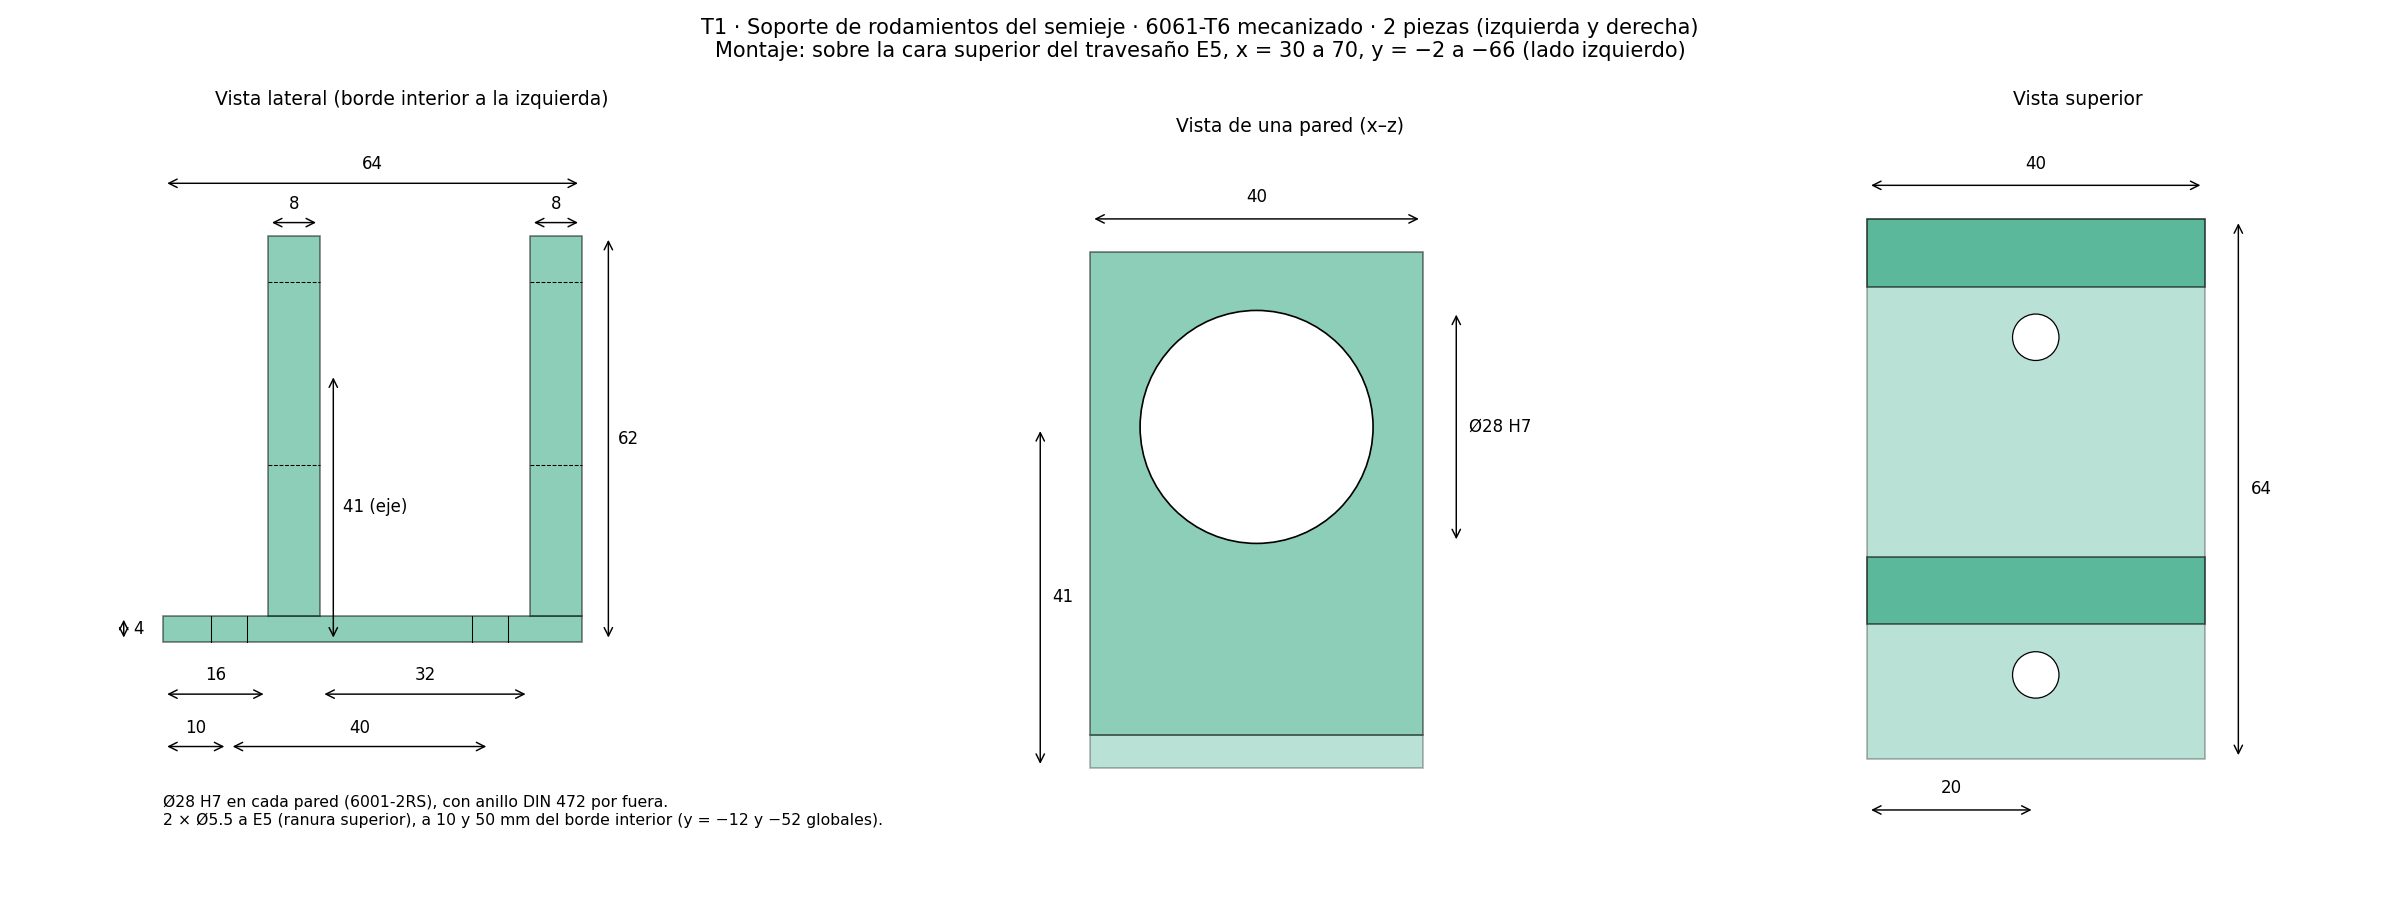 T1 · Soporte de rodamientos del semieje · 6061-T6 mecanizado · 2 piezas (izquierda y derecha)
Montaje: sobre la cara superior del travesaño E5, x = 30 a 70, y = −2 a −66 (lado izquierdo)
Vista lateral (borde interior a la izquierda)
64
8
8
62
41 (eje)
4
16
32
10
40
Ø28 H7 en cada pared (6001-2RS), con anillo DIN 472 por fuera.
2 × Ø5.5 a E5 (ranura superior), a 10 y 50 mm del borde interior (y = −12 y −52 globales).
Vista de una pared (x–z)
40
Ø28 H7
41
Vista superior
40
64
20